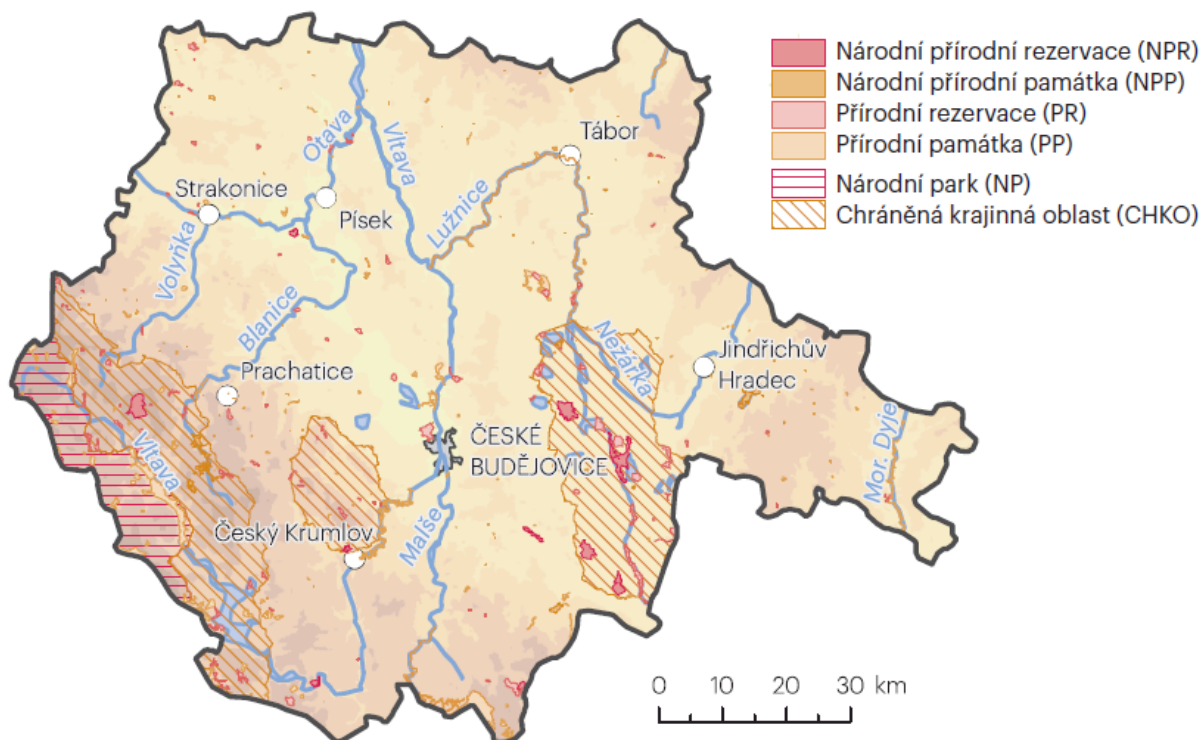 Národní přírodní rezervace (NPR)
Národní přírodní památka (NPP)
Přírodní rezervace (PR)
Přírodní památka (PP)
Národní park (NP)
Chráněná krajinná oblast (CHKO)
Otava
Vltava
Tábor
Strakonice
Písek
Lužnice
Volyňka
Blanice
Nežárka
Jindřichův
Hradec
Prachatice
Vltava
ČESKÉ
BUDĚJOVICE
Mor. Dyje
Český Krumlov
Malše
0 10 20 30 km